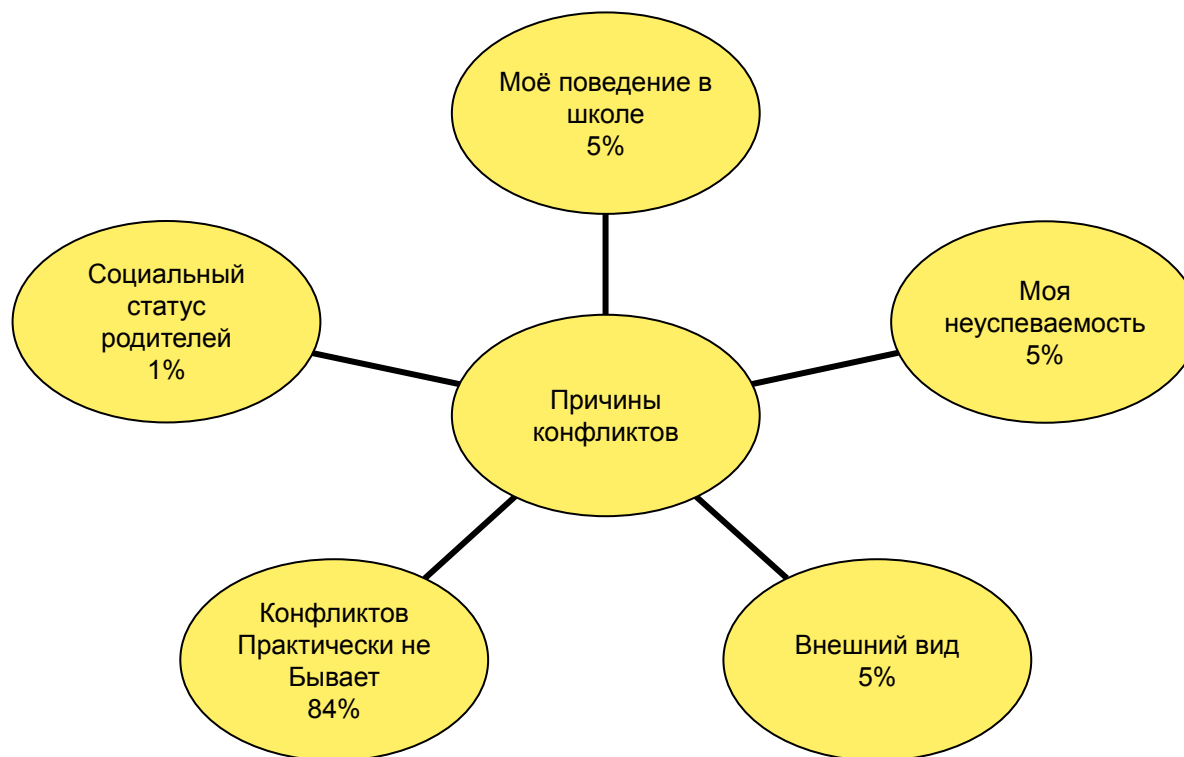 Моё поведение в
школе
5%
Социальный
статус
родителей
1%
Моя
неуспеваемость
5%
Причины
конфликтов
Конфликтов
Практически не
Бывает
84%
Внешний вид
5%